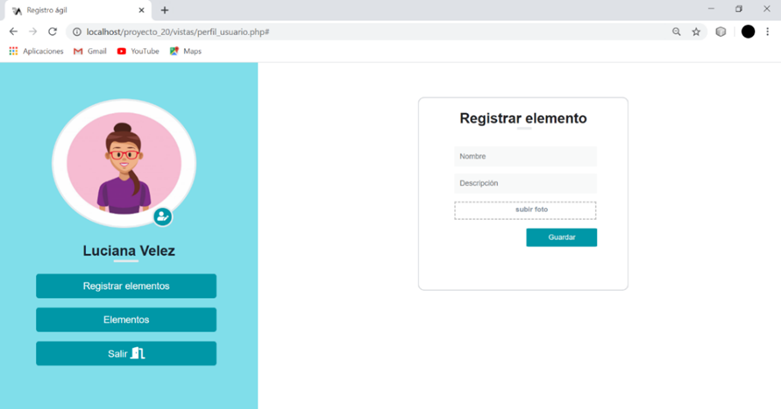 Registro ágil
localhost/proyecto_20/vistas/perfil_usuario.php#
Aplicaciones Gmail YouTube Maps
Luciana Velez
Registrar elementos
Elementos
Salir
Registrar elemento
Nombre
Descripción
subir foto
Guardar